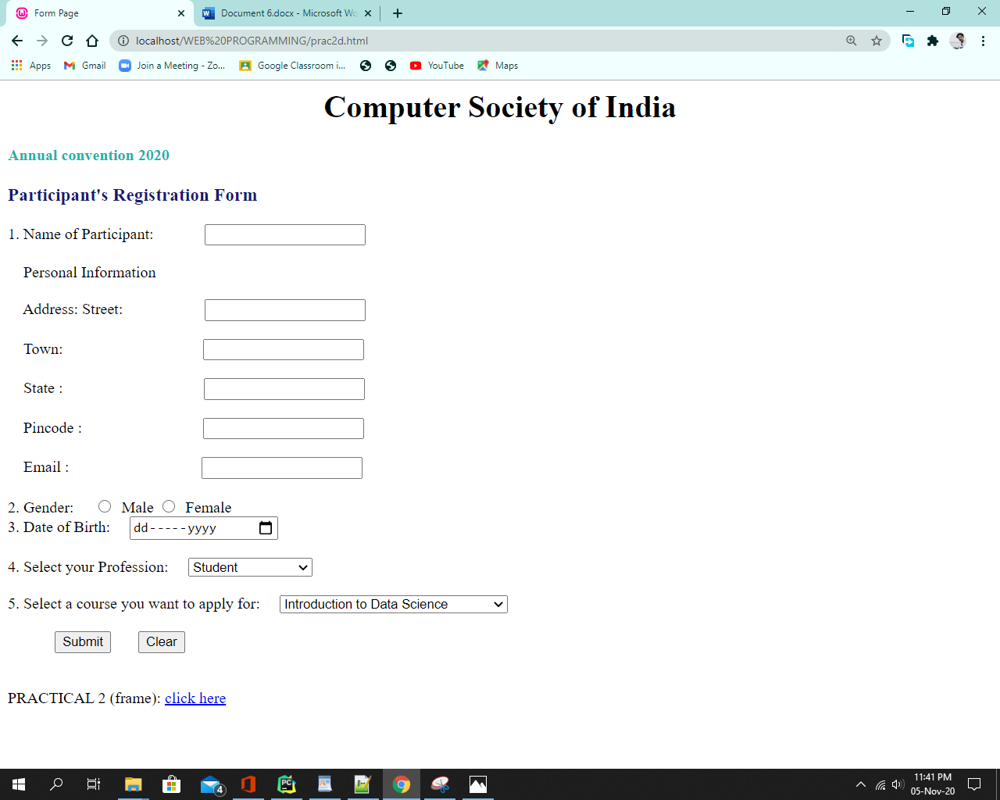 Form Page
Document 6.docx - Microsoft Wo
localhost/WEB%20PROGRAMMING/prac2d.html
Apps
Gmail
Join a Meeting - Zo...
Google Classroom i...
YouTube
Maps
Computer Society of India
Annual convention 2020
Participant's Registration Form
1. Name of Participant:
Personal Information
Address: Street:
Town:
State :
Pincode :
Email :
2. Gender: Male Female
3. Date of Birth: dd-----yyyy
4. Select your Profession: Student
5. Select a course you want to apply for: Introduction to Data Science
Submit Clear
PRACTICAL 2 (frame): click here
4
11:41 PM
05-Nov-20